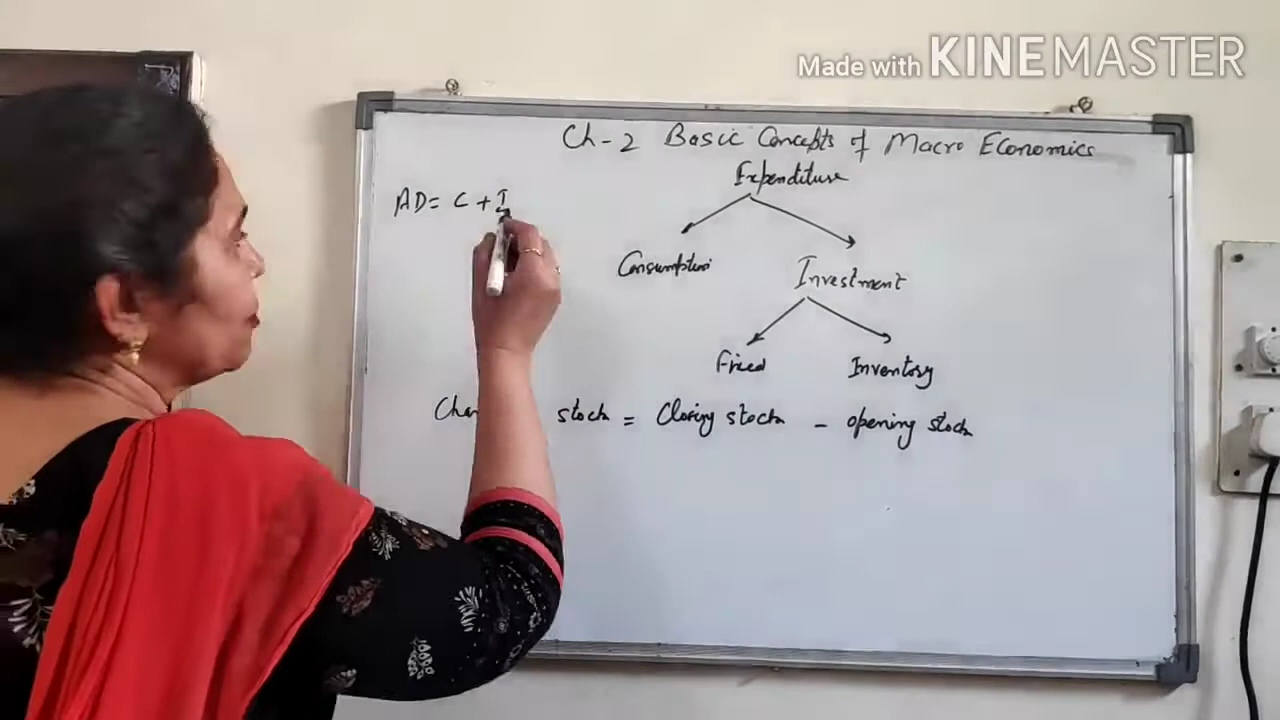 Made with KINEMASTER
Ch-2 Basic Concepts of Macro Economics
Expenditure
AD = C + I
Consumption
Investment
Fixed Inventory
stock = Closing stock - opening stock